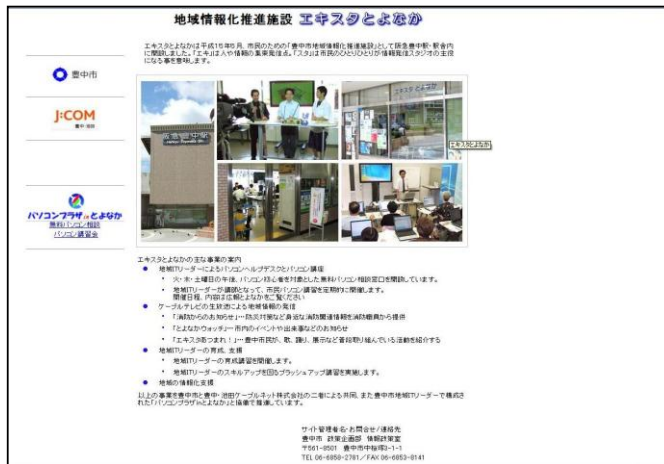 地域情報化推進施設 エキスタとよなか
エキスタとよなかは平成15年5月、市民のための「豊中市地域情報化推進施設」として阪急豊中駅・駅舎内
に開設しました。「エキ」は人や情報の集束発信点。「スタ」は市民のひとりひとりが情報発信スタジオの主役
になる事を意味します。
豊中市
J:COM
豊中・池田
パソコンプラザinとよなか
無料パソコン相談
パソコン講習会
阪急豊中駅
エキスタとよなか
エキスタとよなか
エキスタとよなかの主な事業の案内
地域ITリーダーによるパソコンヘルプデスクとパソコン講座
・ 火・木・土曜日の午後、パソコン初心者を対象とした無料パソコン相談窓口を開設しています。
・ 地域ITリーダーが講師となって、市民パソコン講習を定期的に開催します。
開催日程、内容は広報とよなかをご覧ください
ケーブルテレビの生放送による地域情報の発信
・ 「消防からのお知らせ」…防災対策など身近な消防関連情報を消防職員から提供
・ 「とよなかウォッチ」…市内のイベントや出来事などのお知らせ
・ 「エキスタあつまれ！」…豊中市民が、歌、踊り、展示など普段取り組んでいる活動を紹介する
地域ITリーダーの育成、支援
・ 地域ITリーダーの育成講習を開催します。
・ 地域ITリーダーのスキルアップを図るブラッシュアップ講習を実施します。
地域の情報化支援
以上の事業を豊中市と豊中・池田ケーブルネット株式会社の二者による共同、また豊中市地域ITリーダーで構成さ
れた「パソコンプラザinとよなか」と協働で推進しています。
サイト管理者名・お問合せ/連絡先
豊中市 政策企画部 情報政策室
〒561-8501 豊中市中桜塚3-1-1
TEL 06-6858-2781／FAX 06-6853-8141